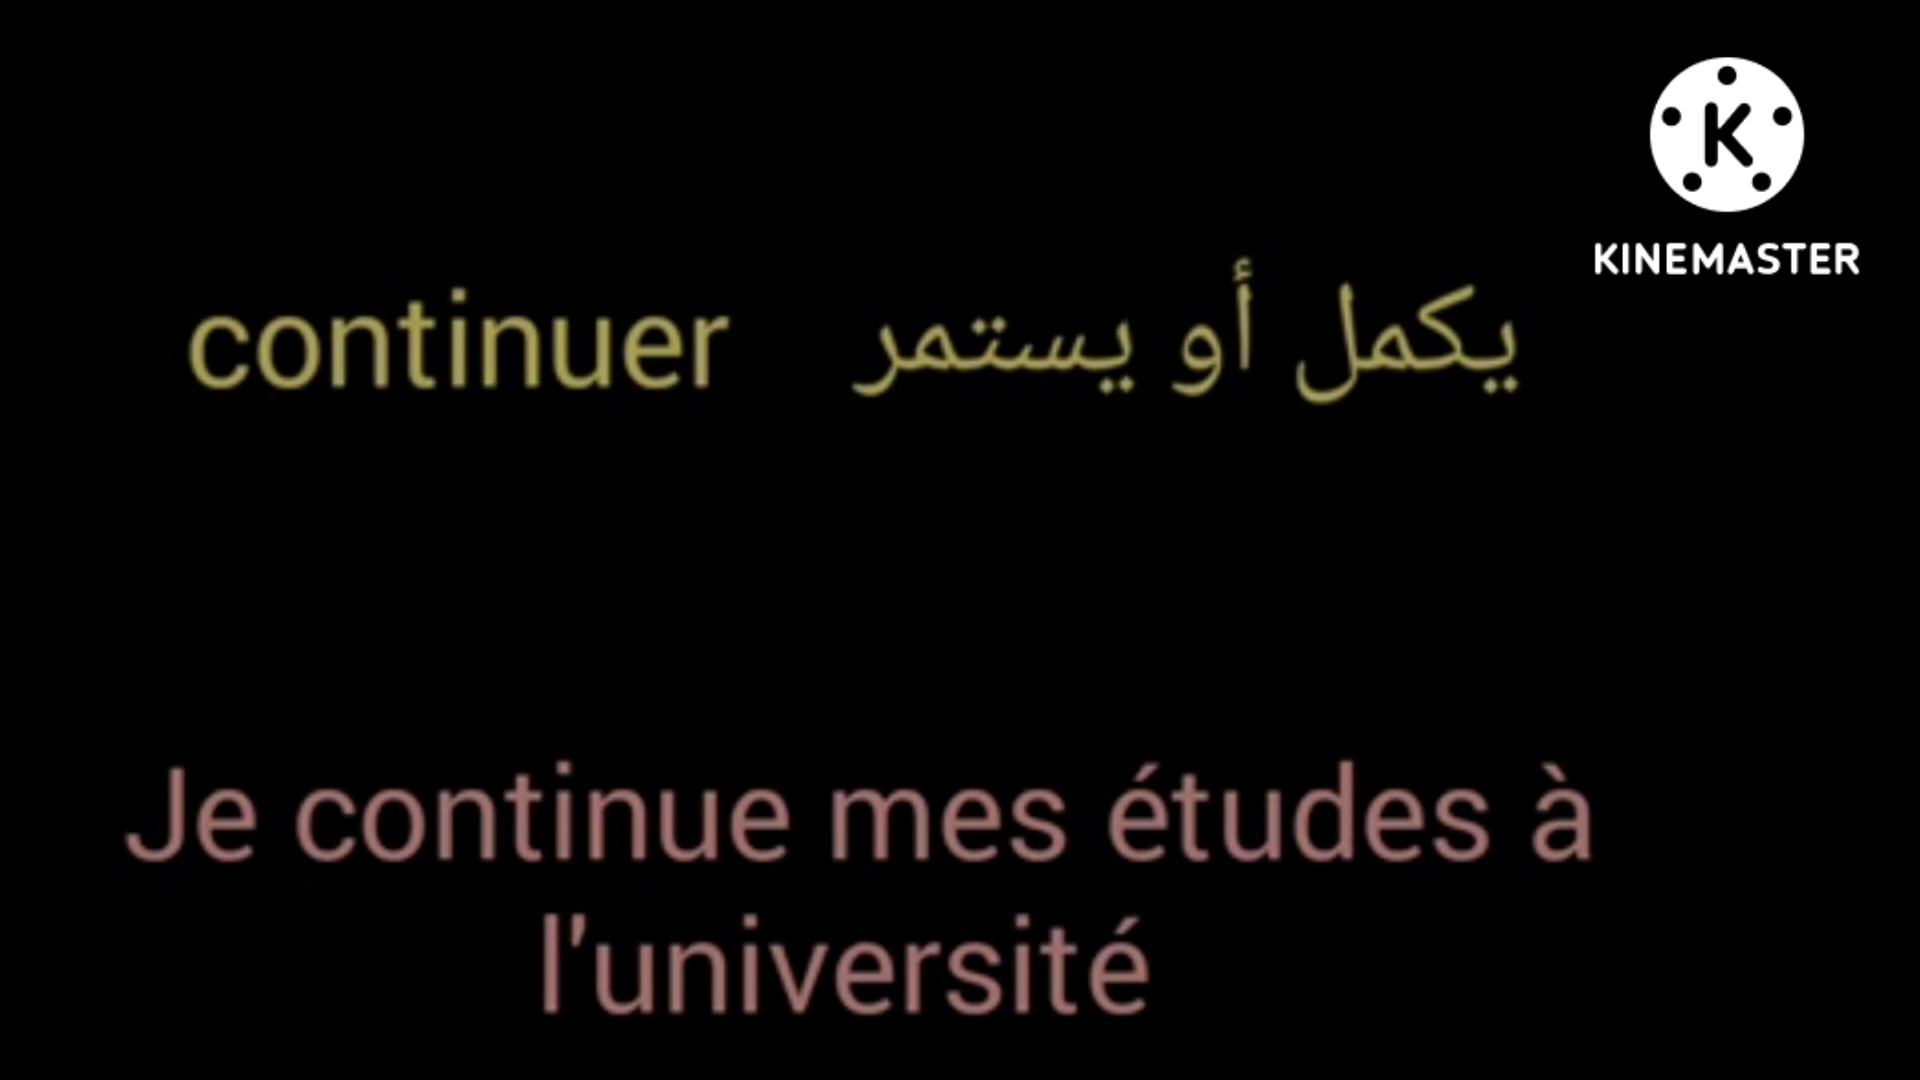 K
KINEMASTER
continuer يكمل أو يستمر
Je continue mes études à
l'université